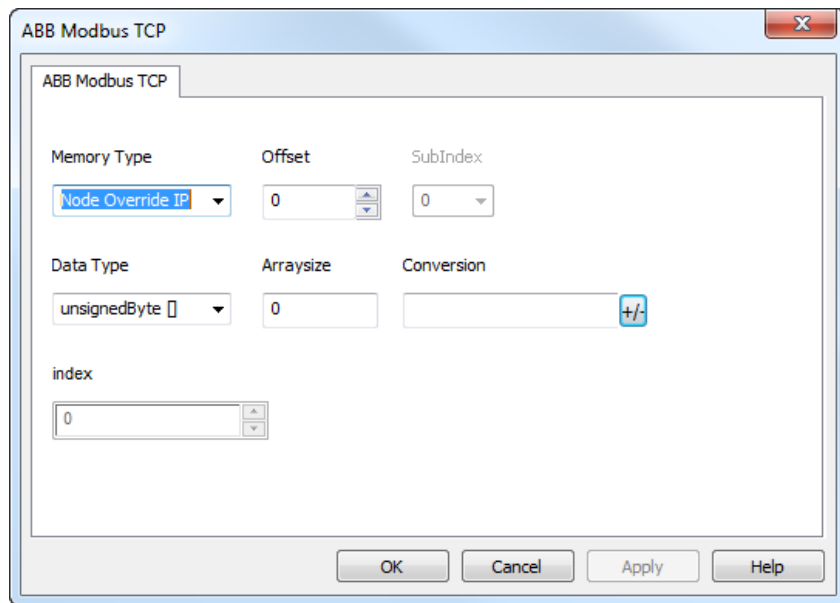 ABB Modbus TCP
ABB Modbus TCP
Memory Type Offset SubIndex
Node Override IP 0 0
Data Type Arraysize Conversion
unsignedByte [] 0 +/-
index
0
OK Cancel Apply Help